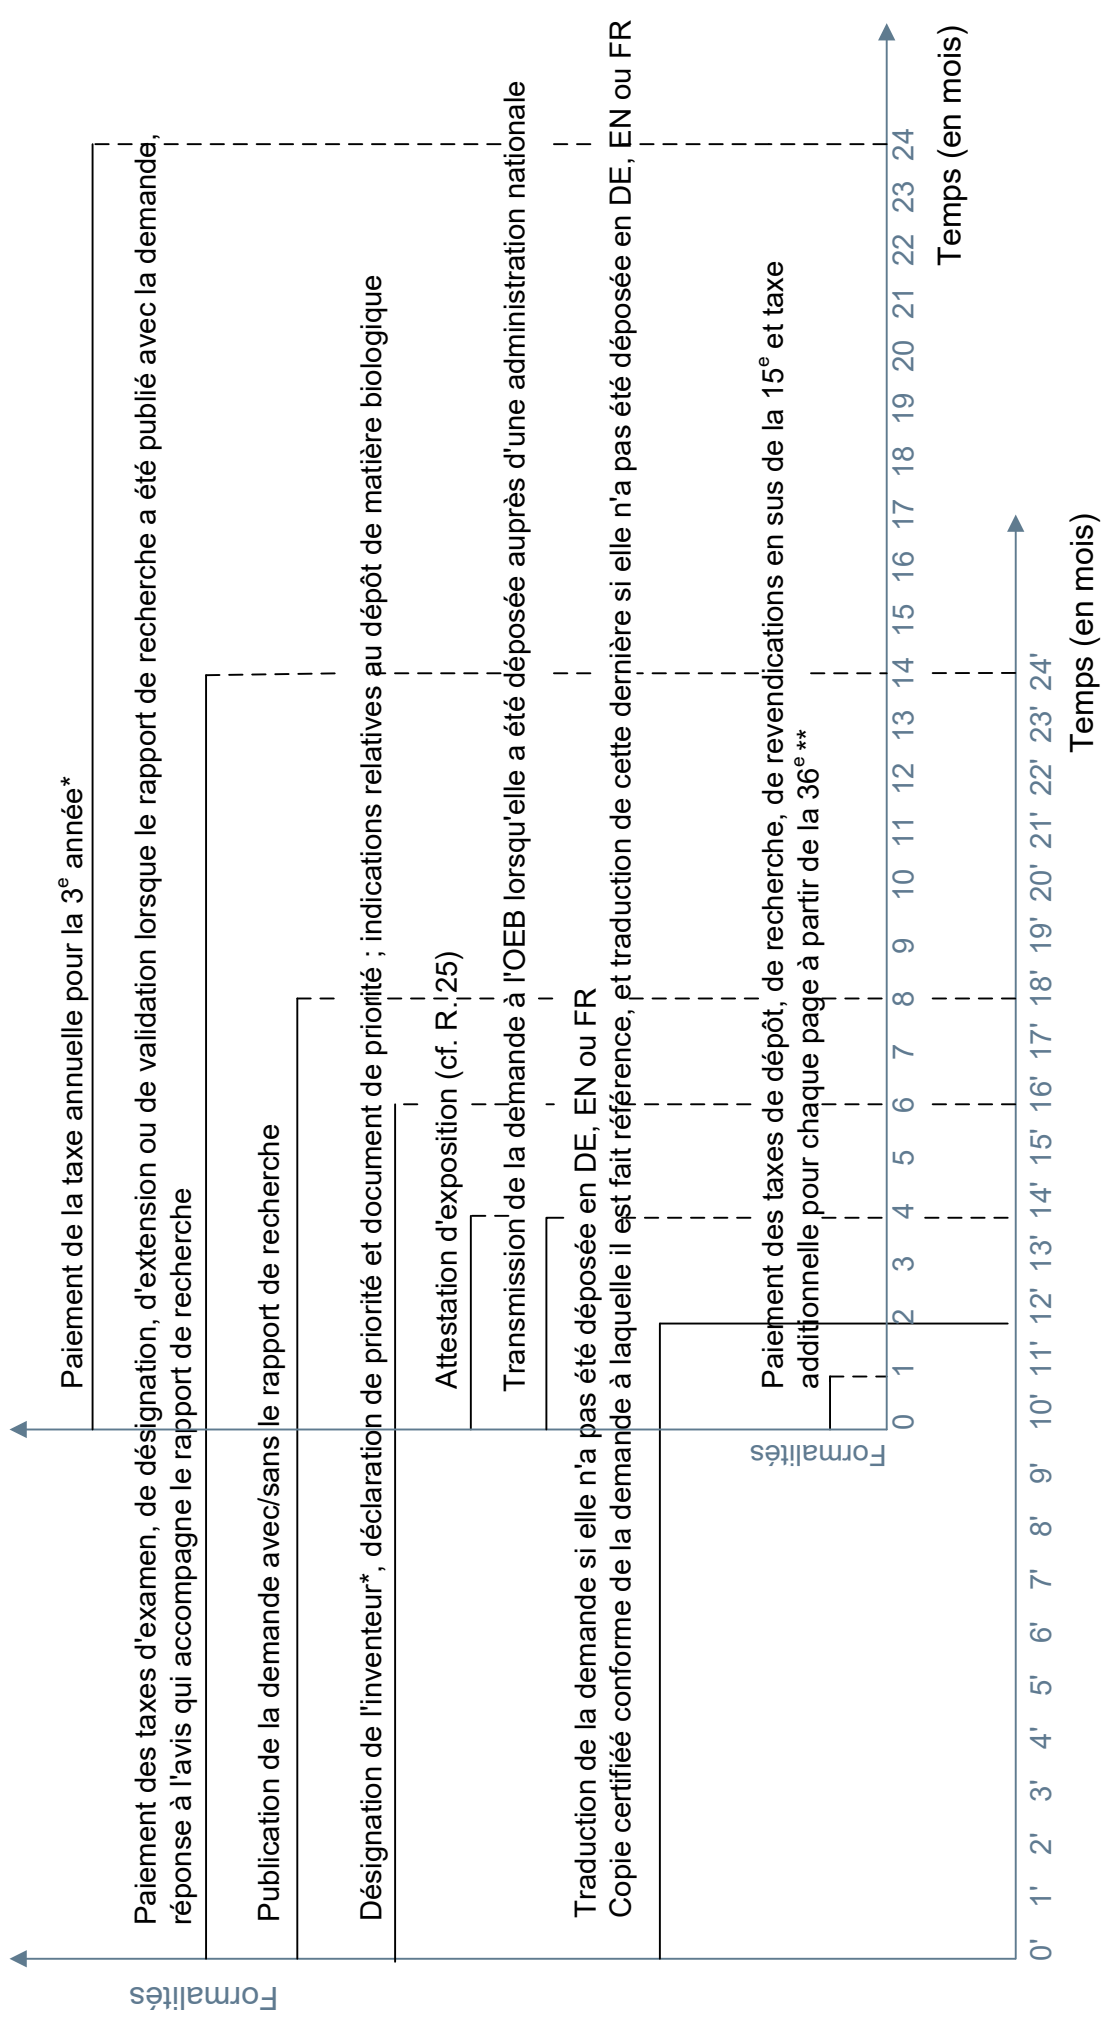 Formalités
Paiement de la taxe annuelle pour la 3e année*
Paiement des taxes d'examen, de désignation, d'extension ou de validation lorsque le rapport de recherche a été publié avec la demande,
réponse à l'avis qui accompagne le rapport de recherche
Publication de la demande avec/sans le rapport de recherche
Désignation de l'inventeur*, déclaration de priorité et document de priorité ; indications relatives au dépôt de matière biologique
Attestation d'exposition (cf. R. 25)
Transmission de la demande à l'OEB lorsqu'elle a été déposée auprès d'une administration nationale
Traduction de la demande si elle n'a pas été déposée en DE, EN ou FR
Copie certifiéé conforme de la demande à laquelle il est fait référence, et traduction de cette dernière si elle n'a pas été déposée en DE, EN ou FR
Paiement des taxes de dépôt, de recherche, de revendications en sus de la 15e et taxe
additionnelle pour chaque page à partir de la 36e **
Formalités
0 1 2 3 4 5 6 7 8 9 10 11 12 13 14 15 16 17 18 19 20 21 22 23 24
Temps (en mois)
0' 1' 2' 3' 4' 5' 6' 7' 8' 9' 10' 11' 12' 13' 14' 15' 16' 17' 18' 19' 20' 21' 22' 23' 24'
Temps (en mois)